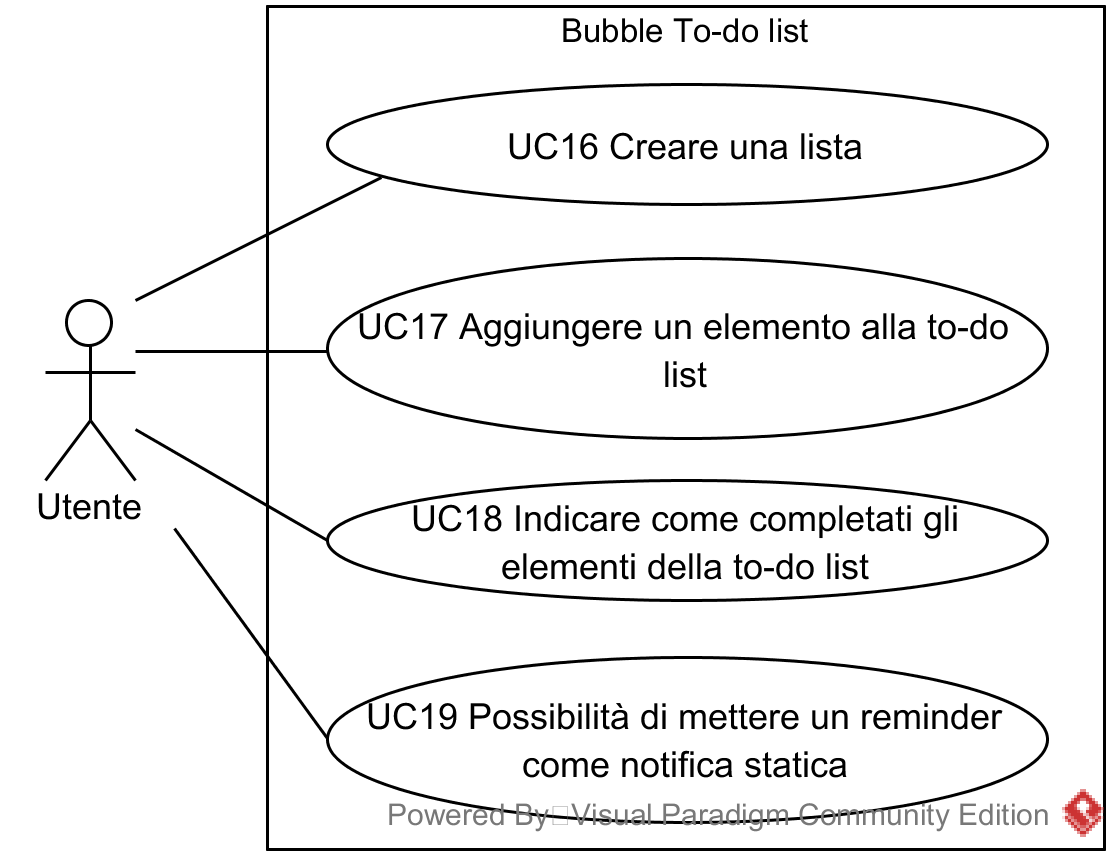 Bubble To-do list
UC16 Creare una lista
UC17 Aggiungere un elemento alla to-do
list
UC18 Indicare come completati gli
elementi della to-do list
Utente
UC19 Possibilità di mettere un reminder
come notifica statica
Powered By Visual Paradigm Community Edition